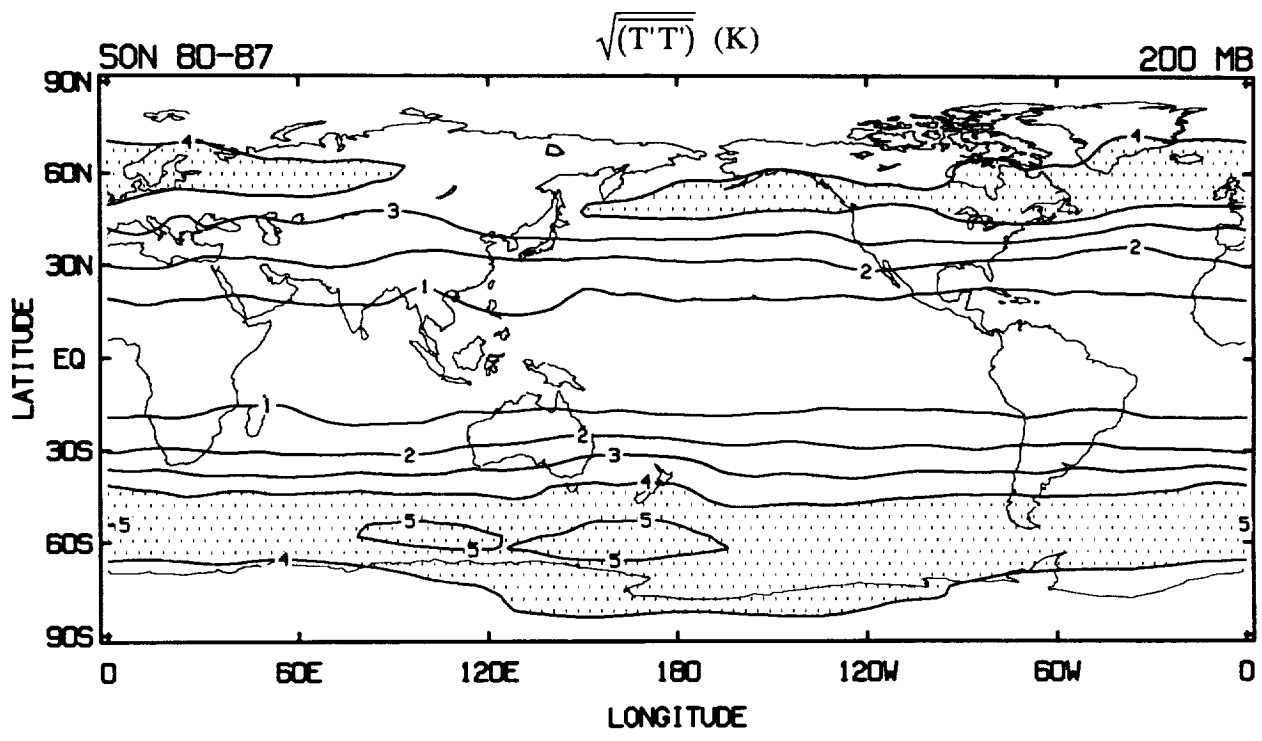 √(T'T') (K)
SON 80-87
200 MB
90N
60N
30N
EQ
30S
60S
90S
LATITUDE
4
4
3
2
2
1
1
2
2
3
4
5
5
5
5
5
5
4
0
60E
120E
180
120W
60W
0
LONGITUDE